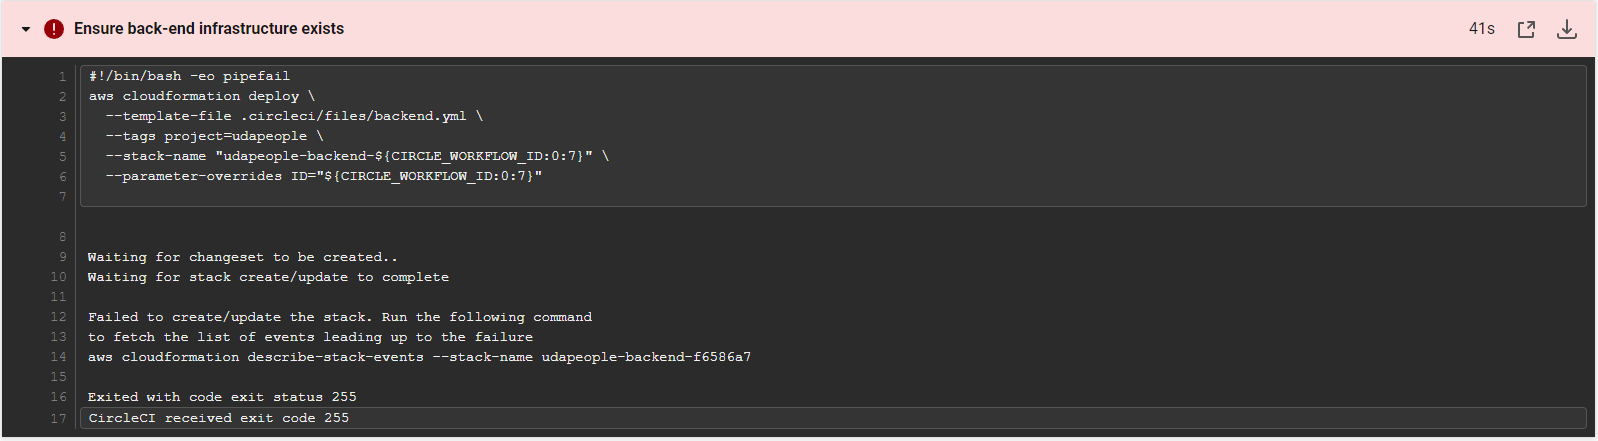 Ensure back-end infrastructure exists
41s
1 #!/bin/bash -eo pipefail
2 aws cloudformation deploy \
3   --template-file .circleci/files/backend.yml \
4   --tags project=udapeople \
5   --stack-name "udapeople-backend-${CIRCLE_WORKFLOW_ID:0:7}" \
6   --parameter-overrides ID="${CIRCLE_WORKFLOW_ID:0:7}"
7
8
9 Waiting for changeset to be created..
10 Waiting for stack create/update to complete
11
12 Failed to create/update the stack. Run the following command
13 to fetch the list of events leading up to the failure
14 aws cloudformation describe-stack-events --stack-name udapeople-backend-f6586a7
15
16 Exited with code exit status 255
17 CircleCI received exit code 255